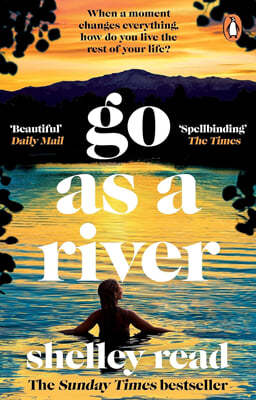 When a moment
changes everything,
how do you live the
rest of your life?
go
'Beautiful'
Daily Mail
'Spellbinding'
The Times
as a
river
shelley read
The Sunday Times bestseller